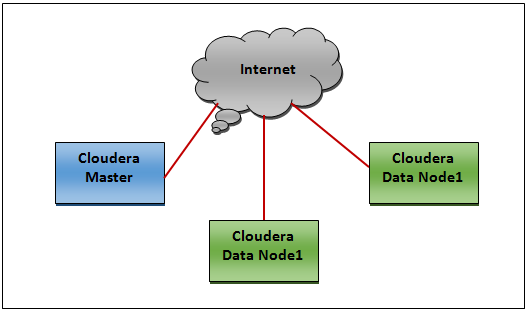 Internet
Cloudera
Master
Cloudera
Data Node1
Cloudera
Data Node1